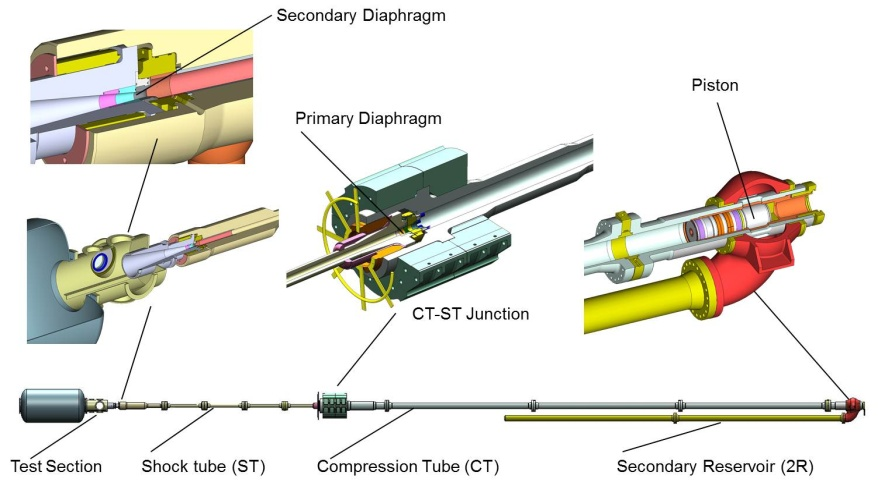 Secondary Diaphragm
Piston
Primary Diaphragm
CT-ST Junction
Test Section
Shock tube (ST)
Compression Tube (CT)
Secondary Reservoir (2R)